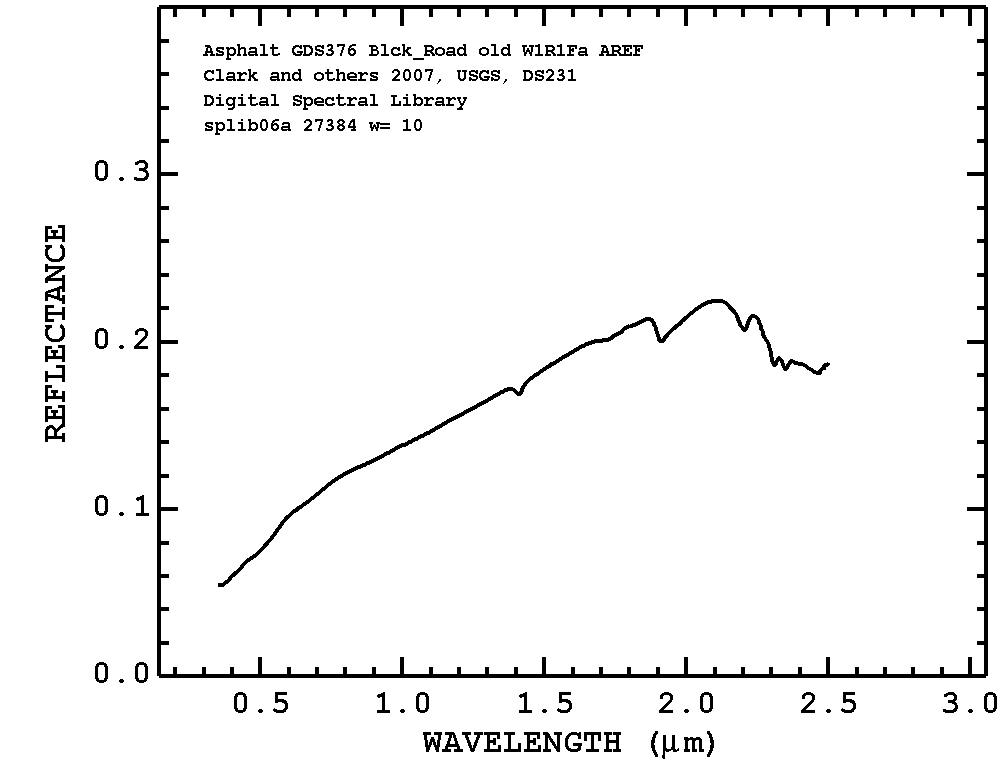 Asphalt GDS376 Blck_Road old W1R1Fa AREF
Clark and others 2007, USGS, DS231
Digital Spectral Library
splib06a 27384 w= 10
0.3
0.2
0.1
0.0
REFLECTANCE
0.5 1.0 1.5 2.0 2.5 3.0
WAVELENGTH (μm)